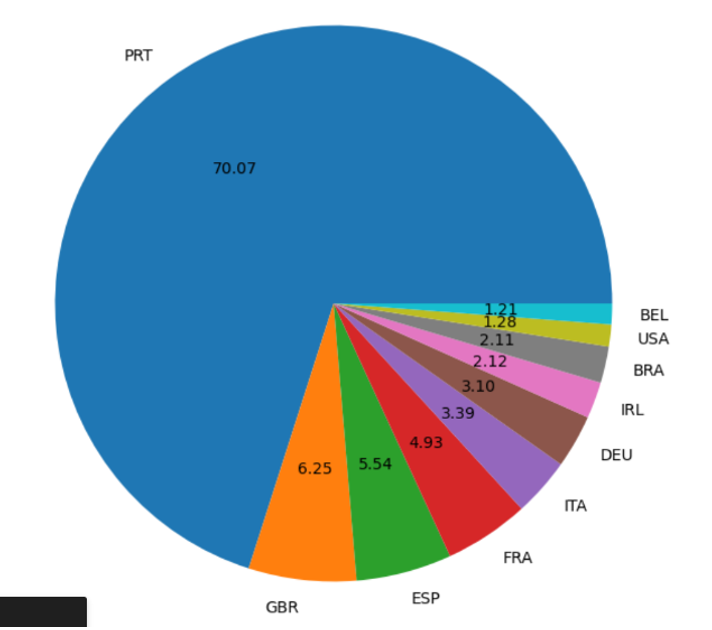 PRT
70.07
1.21
BEL
1.28
USA
2.11
BRA
2.12
IRL
3.10
DEU
3.39
ITA
4.93
FRA
5.54
ESP
6.25
GBR